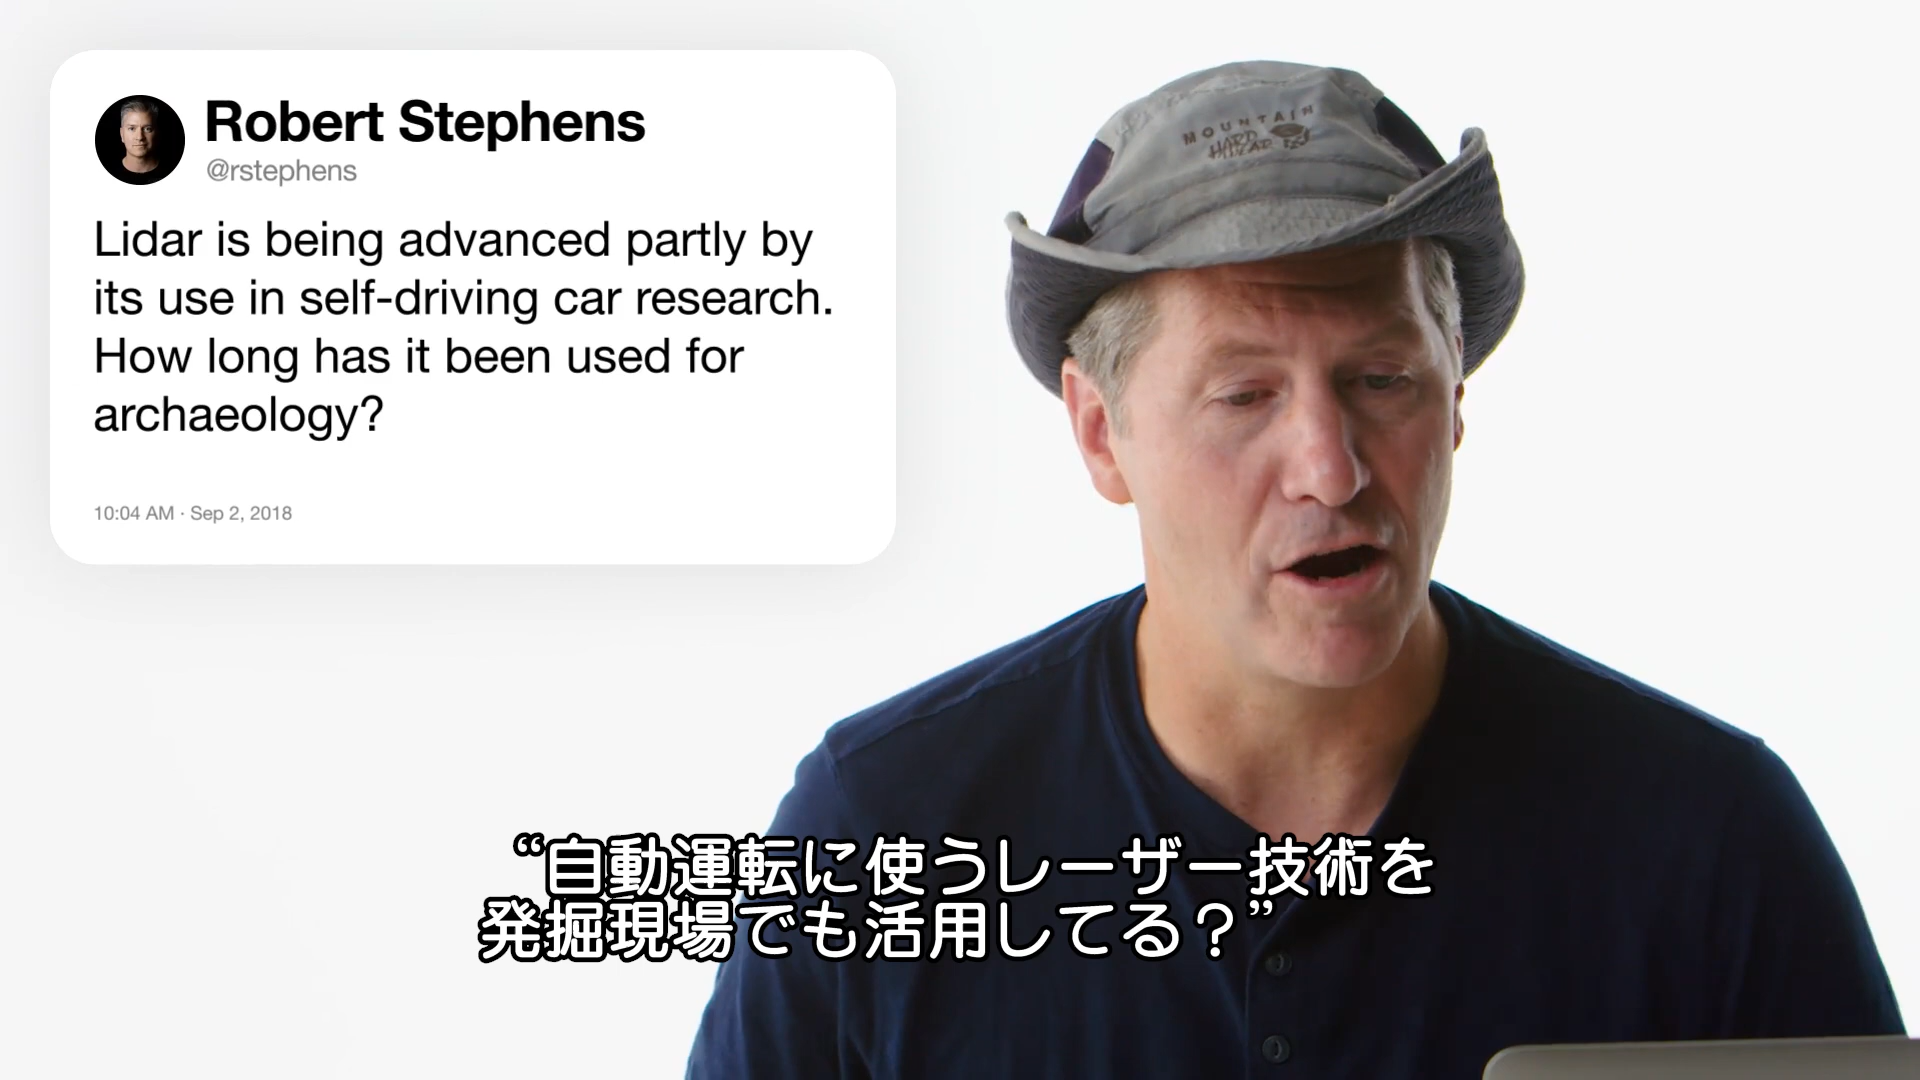 Robert Stephens
@rstephens
Lidar is being advanced partly by
its use in self-driving car research.
How long has it been used for
archaeology?
10:04 AM · Sep 2, 2018
MOUNTAIN
HARD
WEAR
“自動運転に使うレーザー技術を
発掘現場でも活用してる？”